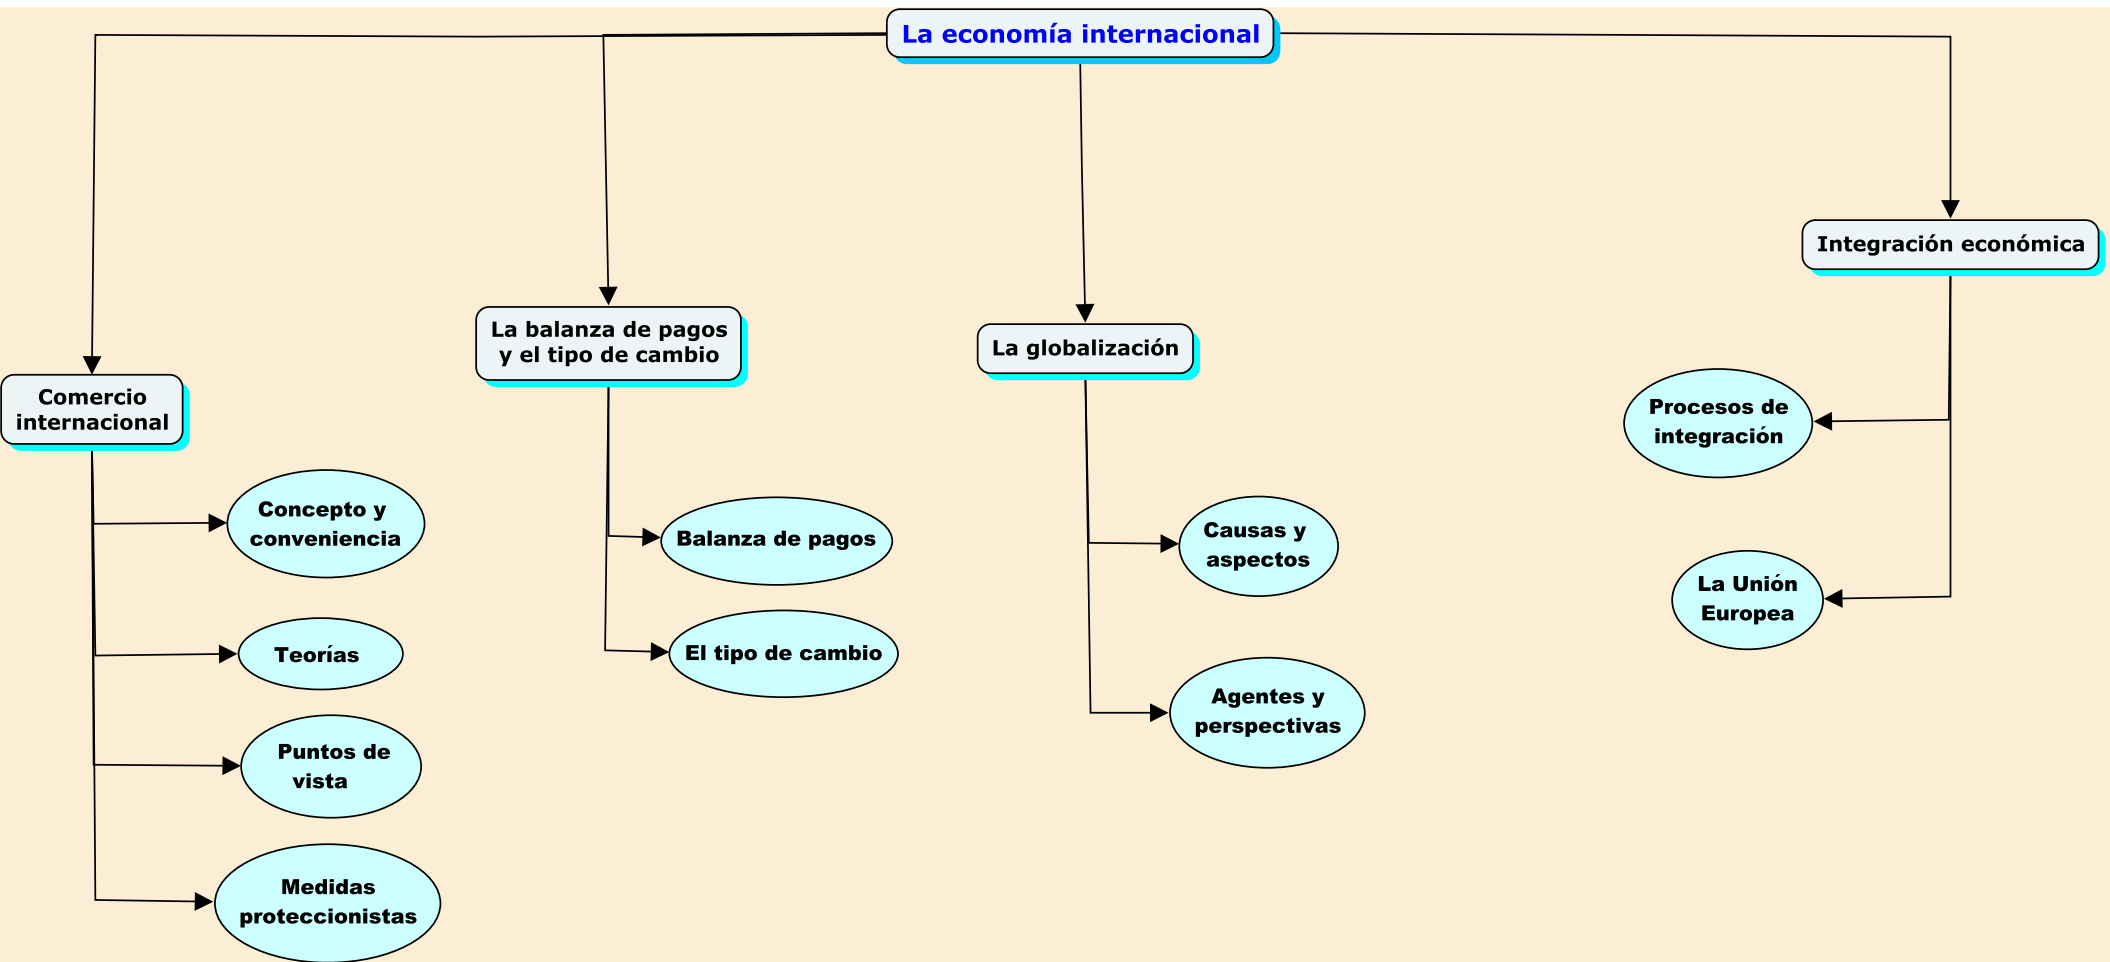 La economía internacional
Integración económica
La balanza de pagos
y el tipo de cambio
La globalización
Comercio
internacional
Procesos de
integración
Concepto y
conveniencia
Balanza de pagos
Causas y
aspectos
La Unión
Europea
Teorías
El tipo de cambio
Agentes y
perspectivas
Puntos de
vista
Medidas
proteccionistas